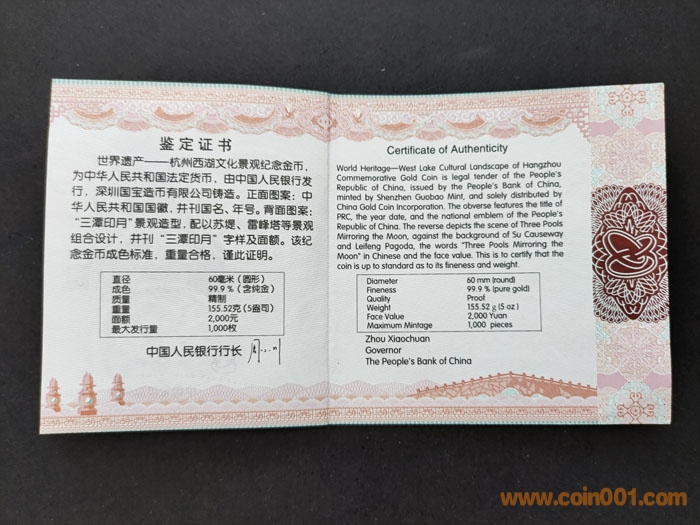 鉴定证书
世界遗产——杭州西湖文化景观纪念金币,
为中华人民共和国法定货币，由中国人民银行发
行，深圳国宝造币有限公司铸造。正面图案：中
华人民共和国国徽，并刊国名、年号。背面图案：
“三潭印月”景观造型，配以苏堤、雷峰塔等景观
组合设计，并刊“三潭印月”字样及面额。该纪
念金币成色标准，重量合格，谨此证明。
直径 60毫米（圆形）
成色 99.9％（含纯金）
质量 精制
重量 155.52克(5盎司)
面额 2,000元
最大发行量 1,000枚
中国人民银行行长
Certificate of Authenticity
World Heritage—West Lake Cultural Landscape of Hangzhou
Commemorative Gold Coin is legal tender of the People's
Republic of China, issued by the People's Bank of China,
minted by Shenzhen Guobao Mint, and solely distributed by
China Gold Coin Incorporation. The obverse features the title of
PRC, the year date, and the national emblem of the People's
Republic of China. The reverse depicts the scene of Three Pools
Mirroring the Moon, against the background of Su Causeway
and Leifeng Pagoda, the words "Three Pools Mirroring the
Moon" in Chinese and the face value. This is to certify that the
coin is up to standard as to its fineness and weight.
Diameter 60 mm (round)
Fineness 99.9 % (pure gold)
Quality Proof
Weight 155.52 g (5 oz )
Face Value 2,000 Yuan
Maximum Mintage 1,000 pieces
Zhou Xiaochuan
Governor
The People's Bank of China
www.coin001.com